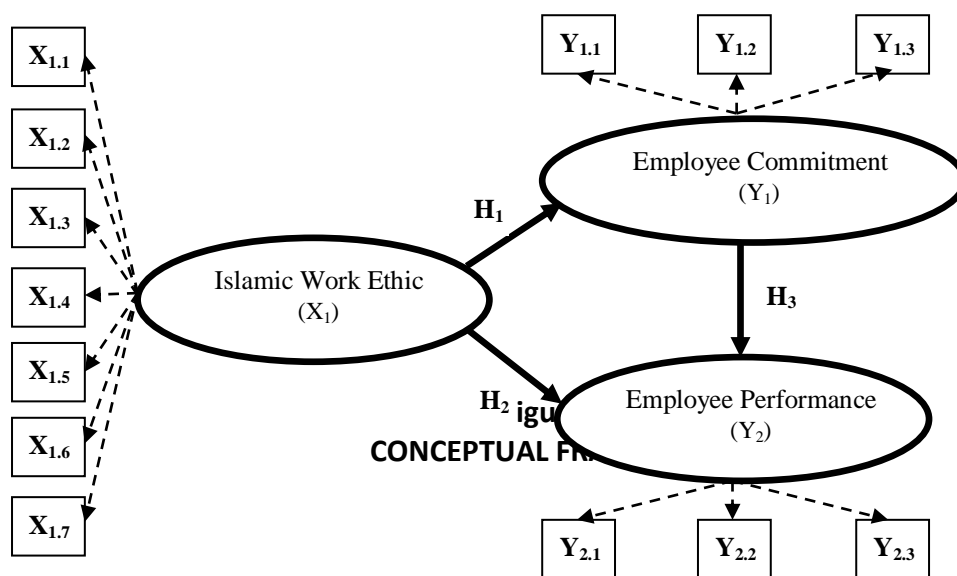 X1.1
X1.2
X1.3
X1.4
X1.5
X1.6
X1.7
Y1.1
Y1.2
Y1.3
Employee Commitment
(Y1)
H1
Islamic Work Ethic
(X1)
H3
H2
igu
CONCEPTUAL FR
Employee Performance
(Y2)
Y2.1
Y2.2
Y2.3